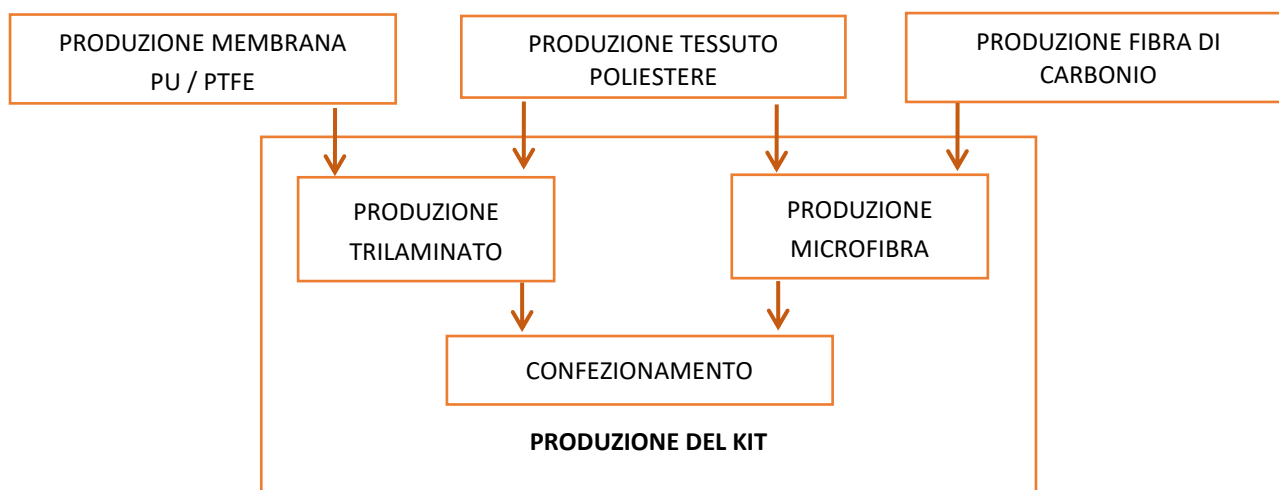 PRODUZIONE MEMBRANA
PU / PTFE
PRODUZIONE TESSUTO
POLIESTERE
PRODUZIONE FIBRA DI
CARBONIO
PRODUZIONE
TRILAMINATO
PRODUZIONE
MICROFIBRA
CONFEZIONAMENTO
PRODUZIONE DEL KIT